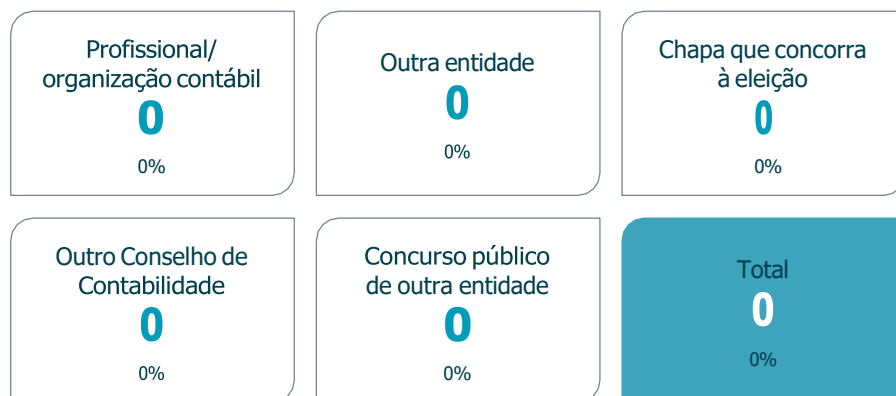 Profissional/
organização contábil
0
0%
Outra entidade
0
0%
Chapa que concorra
à eleição
0
0%
Outro Conselho de
Contabilidade
0
0%
Concurso público
de outra entidade
0
0%
Total
0
0%